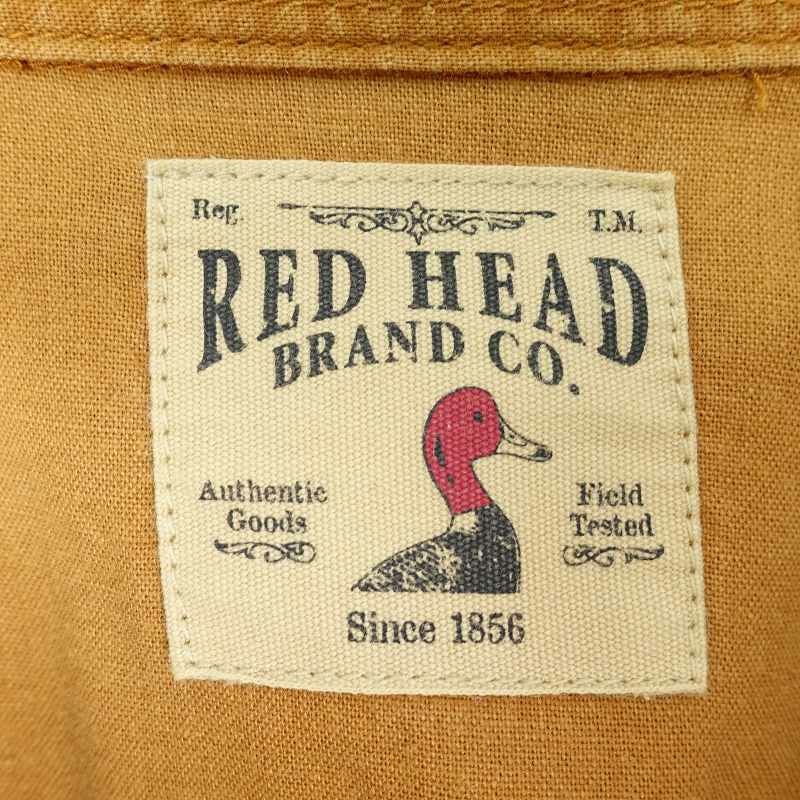 Reg. T.M.
RED HEAD
BRAND CO.
Authentic
Goods
Field
Tested
Since 1856